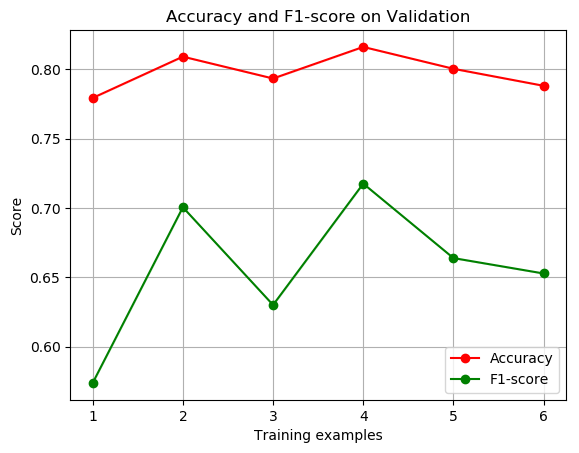 Accuracy and F1-score on Validation
Score
0.80
0.75
0.70
0.65
0.60
Accuracy
F1-score
1 2 3 4 5 6
Training examples